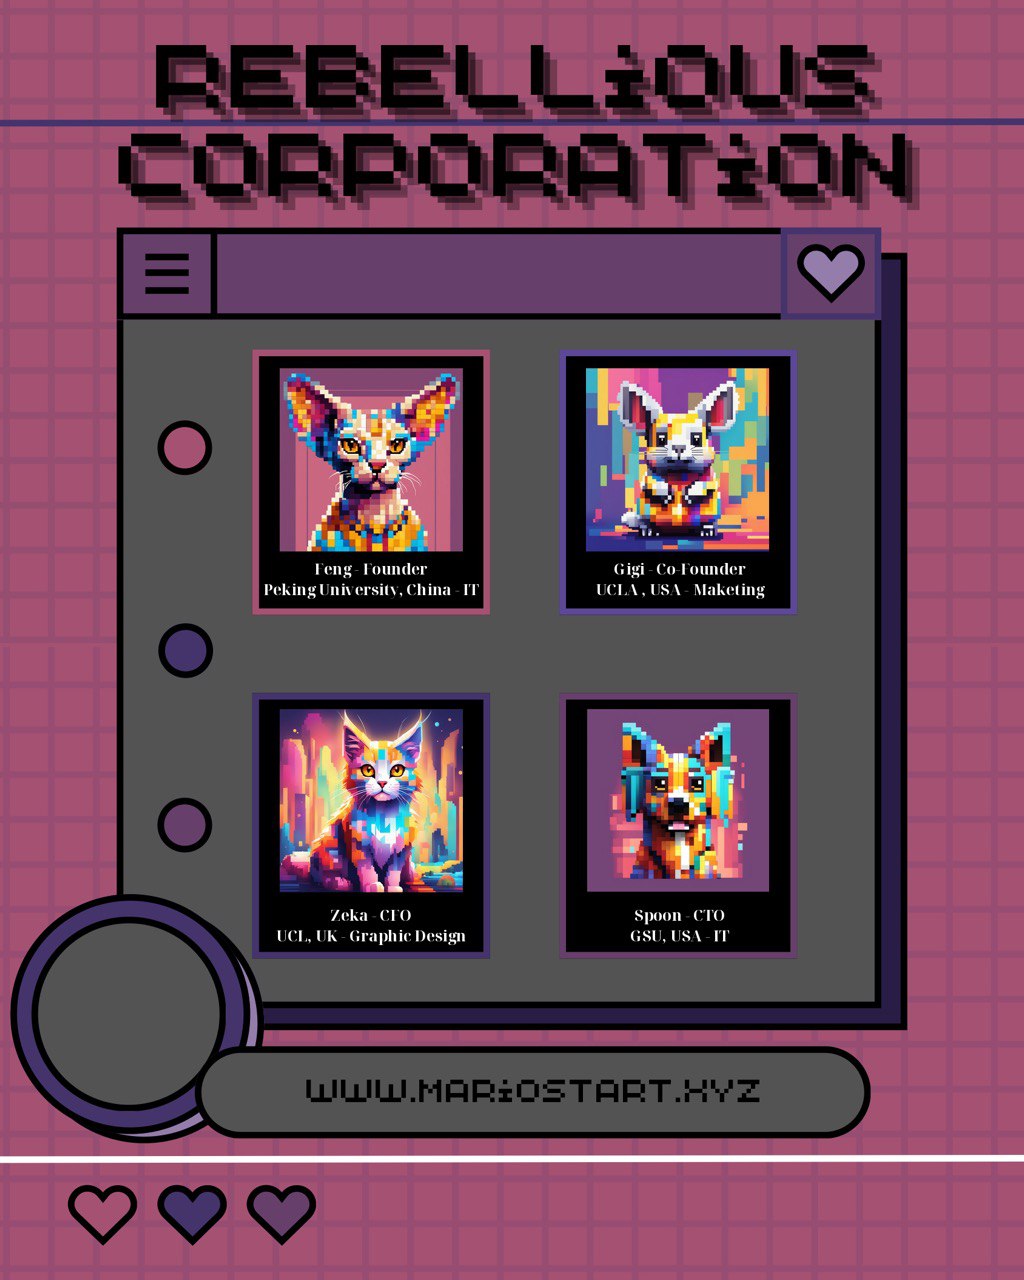 REBELLiOUS
CORPORATiON
Feng - Founder
Peking University, China - IT
Gigi - Co-Founder
UCLA , USA - Maketing
Zeka - CFO
UCL, UK - Graphic Design
Spoon - CTO
GSU, USA - IT
WWW.MARiOSTART.XYZ